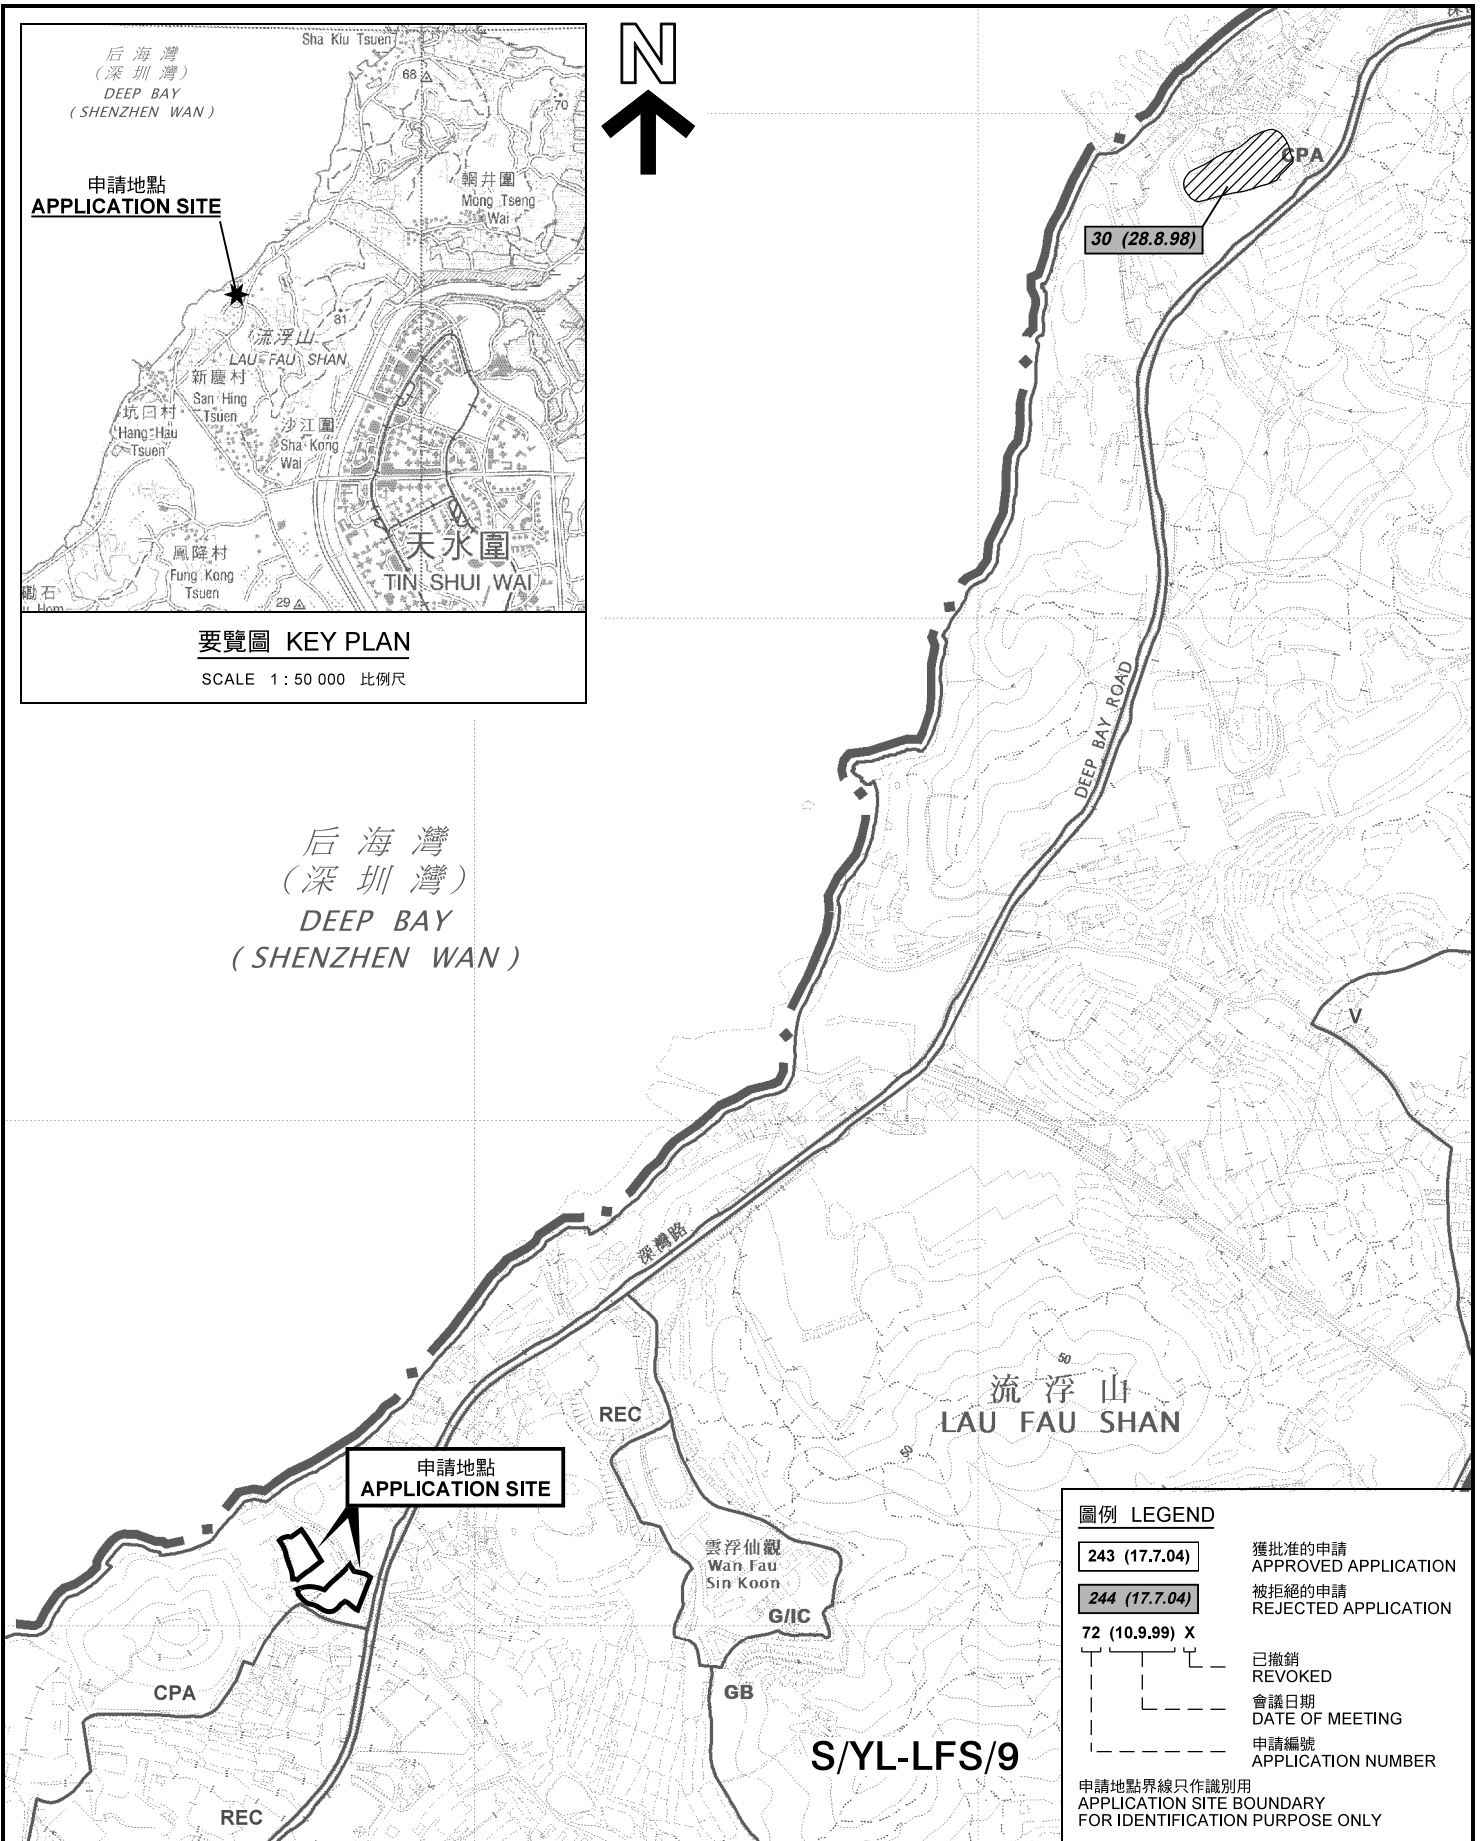 后海灣
(深圳灣)
DEEP BAY
(SHENZHEN WAN)
Sha Kiu Tsuen
68
70
申請地點
APPLICATION SITE
輞井圍
Mong Tseng
Wai
81
流浮山
LAU FAU SHAN
新慶村
San Hing
Tsuen
坑口村
Hang Hau
Tsuen
沙江圍
Sha Kong
Wai
鳳降村
Fung Kong
Tsuen
29
天水圍
TIN SHUI WAI
要覽圖 KEY PLAN
SCALE 1 : 50 000 比例尺
N
CPA
30 (28.8.98)
DEEP BAY ROAD
后海灣
(深圳灣)
DEEP BAY
(SHENZHEN WAN)
V
深灣路
50
流浮山
LAU FAU SHAN
50
REC
申請地點
APPLICATION SITE
雲浮仙觀
Wan Fau
Sin Koon
G/IC
CPA
GB
REC
S/YL-LFS/9
圖例 LEGEND
243 (17.7.04) 獲批准的申請
APPROVED APPLICATION
244 (17.7.04) 被拒絕的申請
REJECTED APPLICATION
72 (10.9.99) X
已撤銷
REVOKED
會議日期
DATE OF MEETING
申請編號
APPLICATION NUMBER
申請地點界線只作識別用
APPLICATION SITE BOUNDARY
FOR IDENTIFICATION PURPOSE ONLY